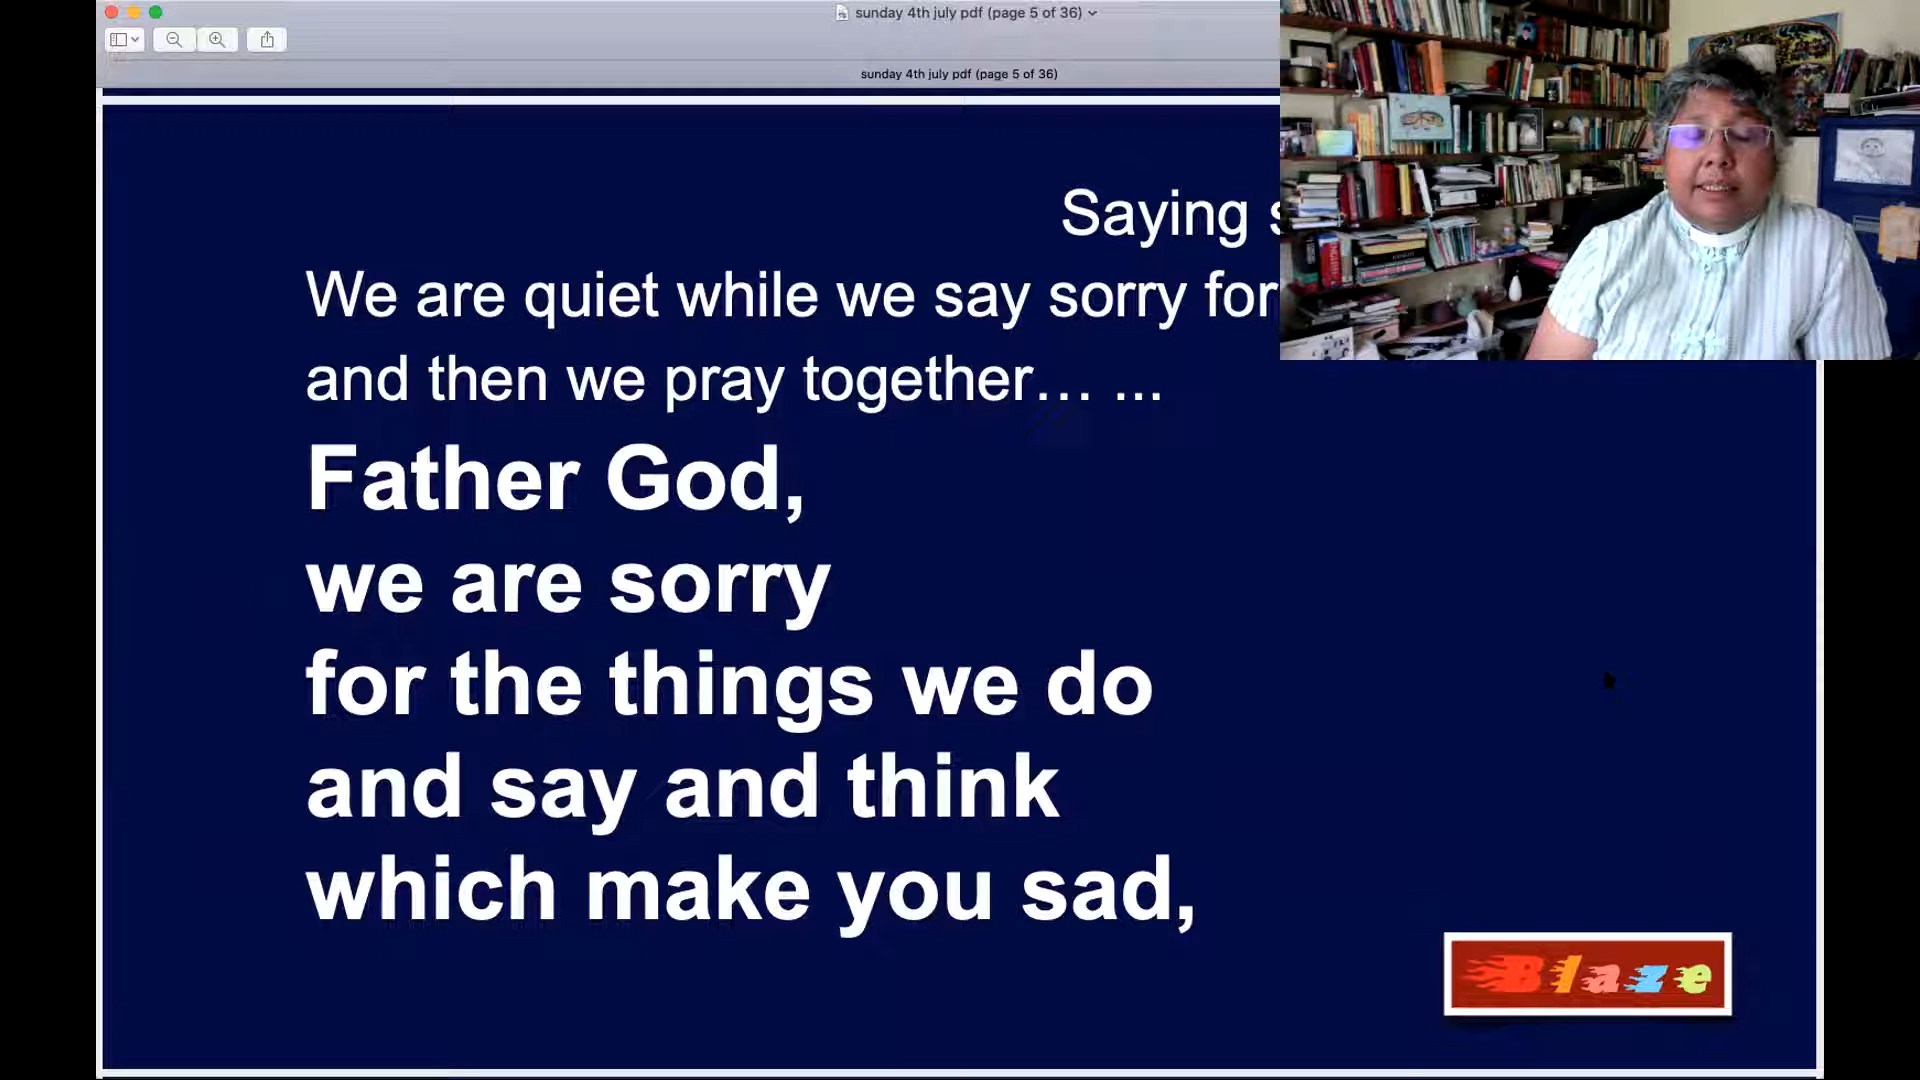 sunday 4th july pdf (page 5 of 36)
sunday 4th july pdf (page 5 of 36)
Saying
We are quiet while we say sorry for
and then we pray together… ...
Father God,
we are sorry
for the things we do
and say and think
which make you sad,
Blaze